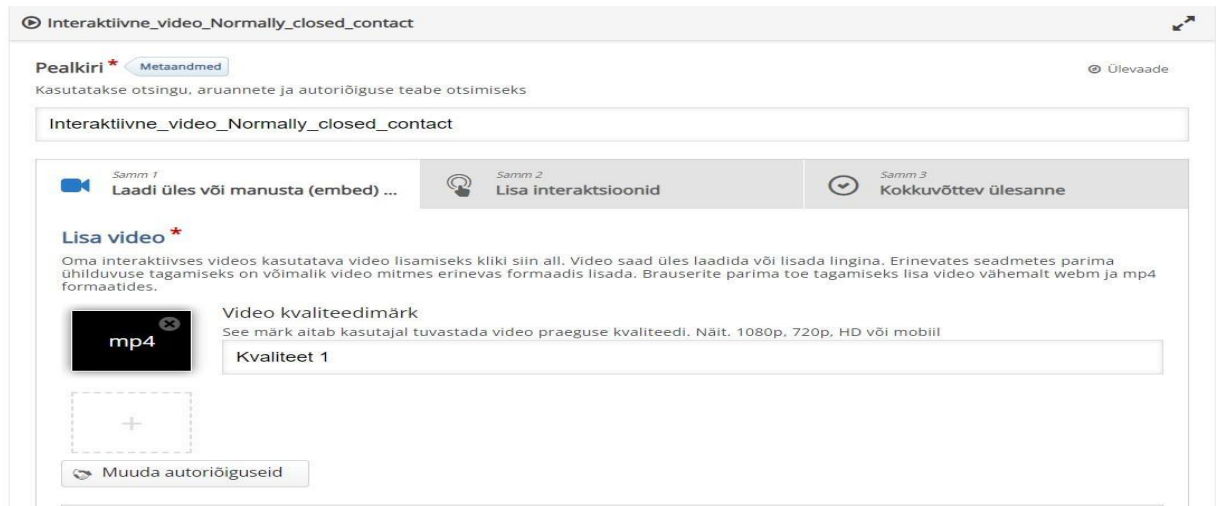 Interaktiivne_video_Normally_closed_contact
Pealkiri * Metaandmed
Ülevaade
Kasutatakse otsingu, aruannete ja autoriõiguse teabe otsimiseks
Interaktiivne_video_Normally_closed_contact
Samm 1
Laadi üles või manusta (embed) ...
Samm 2
Lisa interaktsioonid
Samm 3
Kokkuvõttev ülesanne
Lisa video *
Oma interaktiivses videos kasutatava video lisamiseks kliki siin all. Video saad üles laadida või lisada lingina. Erinevates seadmetes parima
ühilduvuse tagamiseks on võimalik video mitmes erinevas formaadis lisada. Brauserite parima toe tagamiseks lisa video vähemalt webm ja mp4
formaatides.
mp4
Video kvaliteedimärk
See märk aitab kasutajal tuvastada video praeguse kvaliteedi. Näit. 1080p, 720p, HD või mobiil
Kvaliteet 1
+
Muuda autoriõiguseid